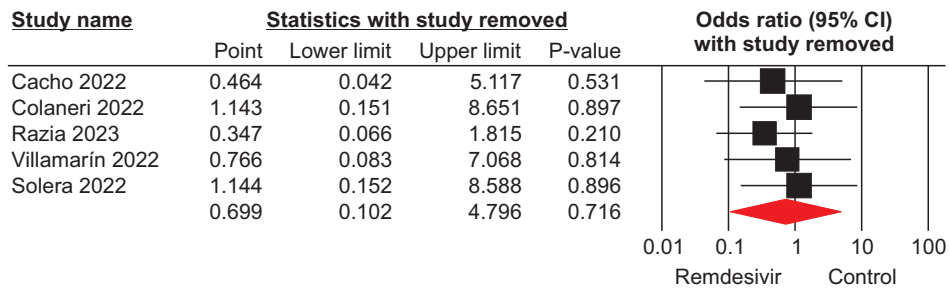 Study name Statistics with study removed Odds ratio (95% CI)
with study removed
Point Lower limit Upper limit P-value
Cacho 2022 0.464 0.042 5.117 0.531
Colaneri 2022 1.143 0.151 8.651 0.897
Razia 2023 0.347 0.066 1.815 0.210
Villamarín 2022 0.766 0.083 7.068 0.814
Solera 2022 1.144 0.152 8.588 0.896
0.699 0.102 4.796 0.716
0.01 0.1 1 10 100
Remdesivir Control